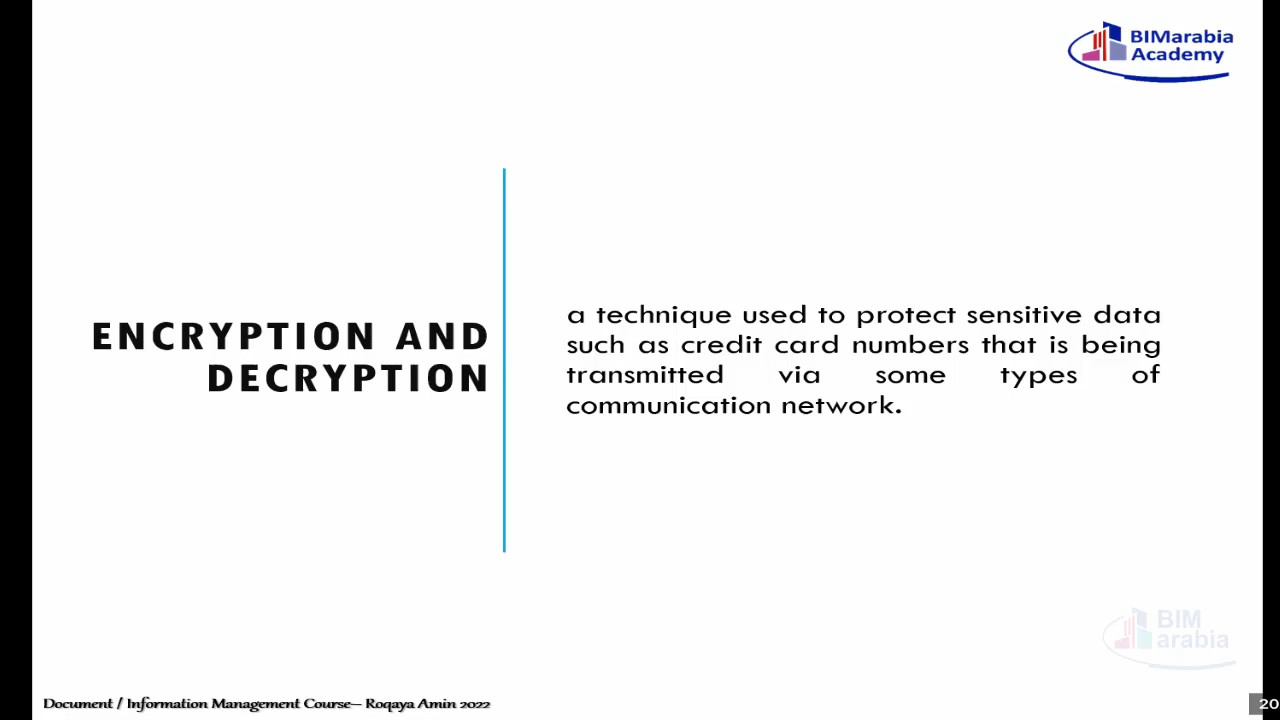 BIMarabia
Academy
ENCRYPTION AND
DECRYPTION
a technique used to protect sensitive data
such as credit card numbers that is being
transmitted via some types of
communication network.
BIM
arabia
Document / Information Management Course– Roqaya Amin 2022
20